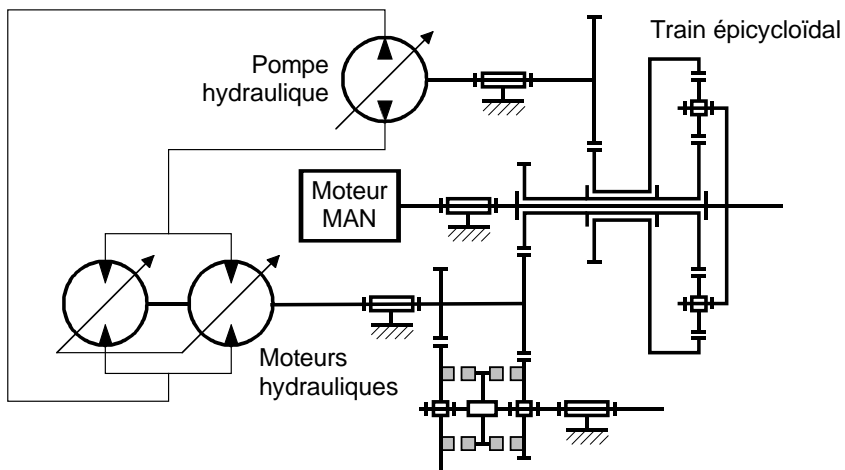 Train épicycloïdal
Pompe
hydraulique
Moteur
MAN
Moteurs
hydrauliques